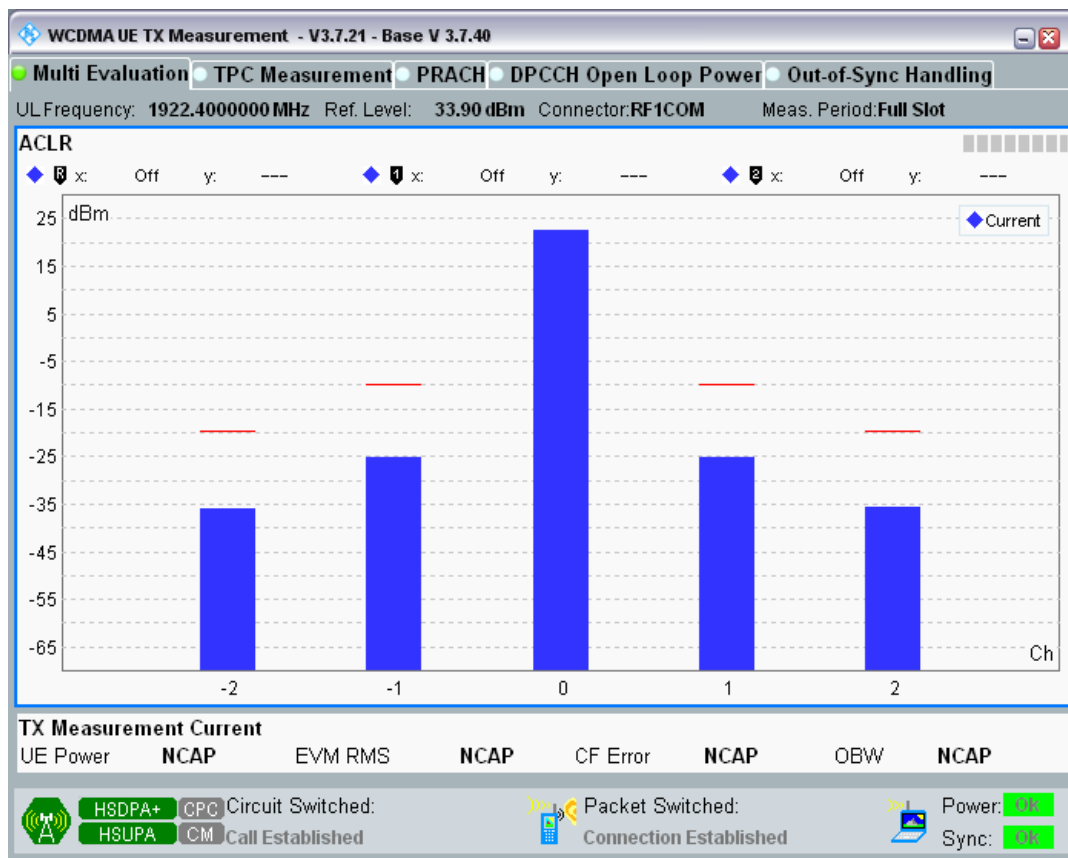 WCDMA UE TX Measurement - V3.7.21 - Base V 3.7.40
Multi Evaluation TPC Measurement PRACH DPCCH Open Loop Power Out-of-Sync Handling
UL Frequency: 1922.4000000 MHz Ref. Level: 33.90 dBm Connector:RF1COM Meas. Period:Full Slot
ACLR
R x: Off y: --- 1 x: Off y: --- 2 x: Off y: ---
dBm
Current
25
15
5
-5
-15
-25
-35
-45
-55
-65
Ch
-2 -1 0 1 2
TX Measurement Current
UE Power NCAP EVM RMS NCAP CF Error NCAP OBW NCAP
HSDPA+ CPC Circuit Switched: Packet Switched: Power: OK
HSUPA CM Call Established Connection Established Sync: OK